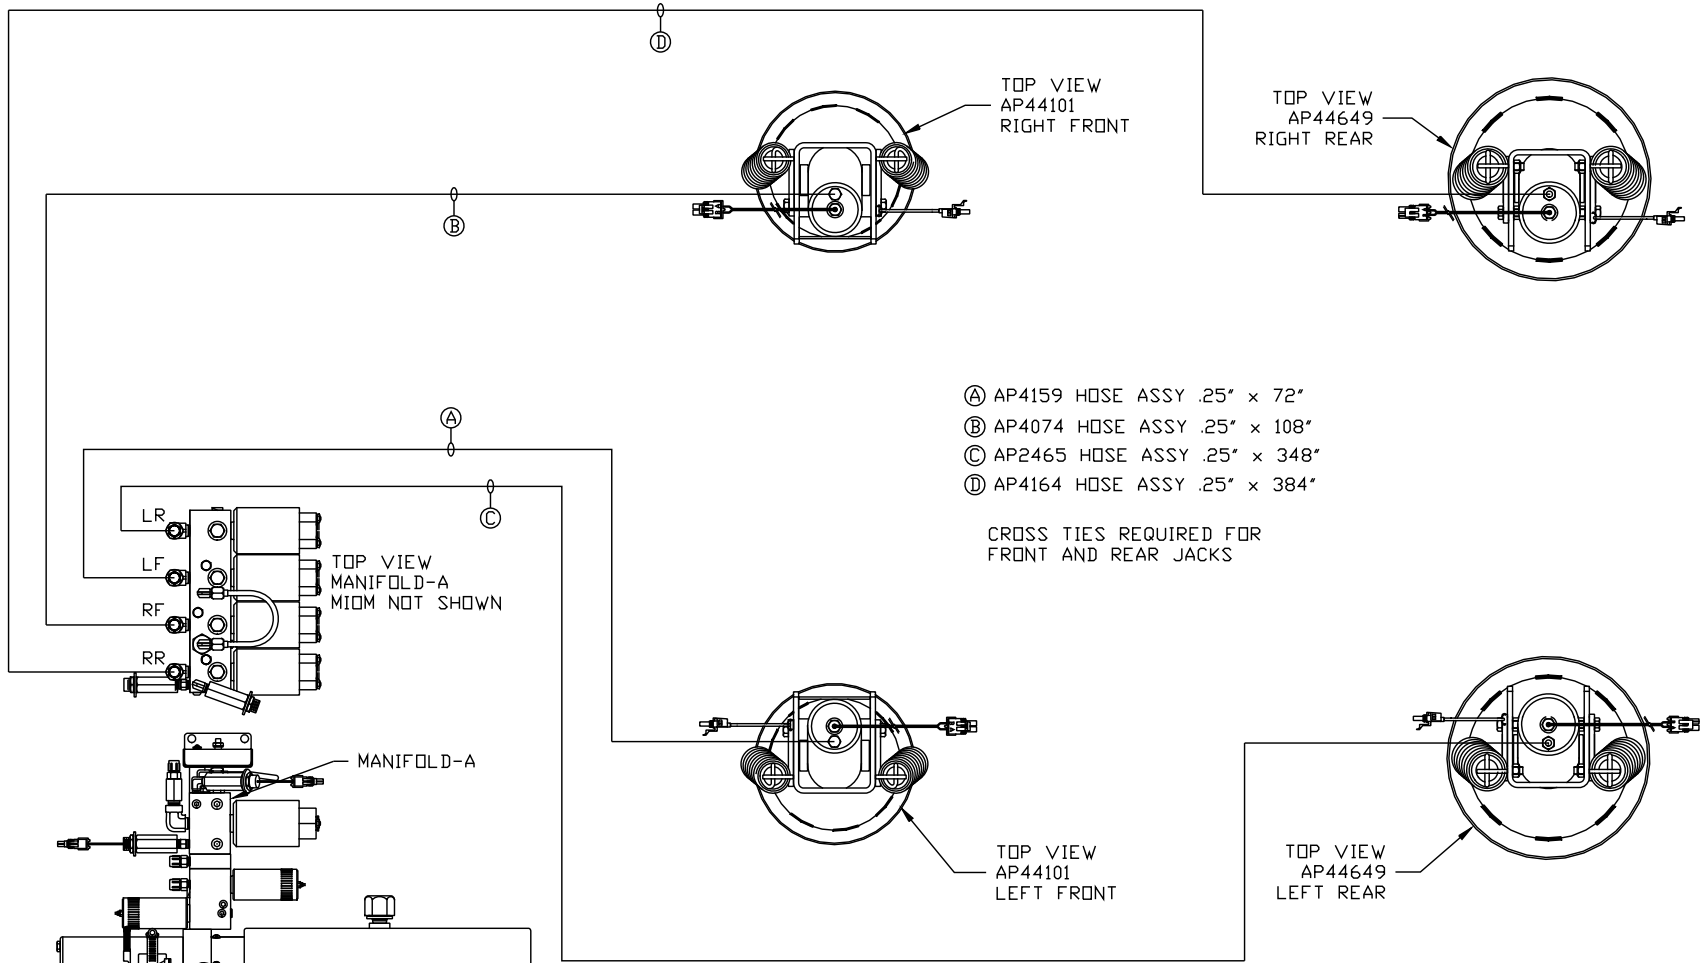 D
TOP VIEW
AP44101
RIGHT FRONT
TOP VIEW
AP44649
RIGHT REAR
B
A
C
A AP4159 HOSE ASSY .25" x 72"
B AP4074 HOSE ASSY .25" x 108"
C AP2465 HOSE ASSY .25" x 348"
D AP4164 HOSE ASSY .25" x 384"
CROSS TIES REQUIRED FOR
FRONT AND REAR JACKS
LR
LF
RF
RR
TOP VIEW
MANIFOLD-A
MIOM NOT SHOWN
MANIFOLD-A
TOP VIEW
AP44101
LEFT FRONT
TOP VIEW
AP44649
LEFT REAR